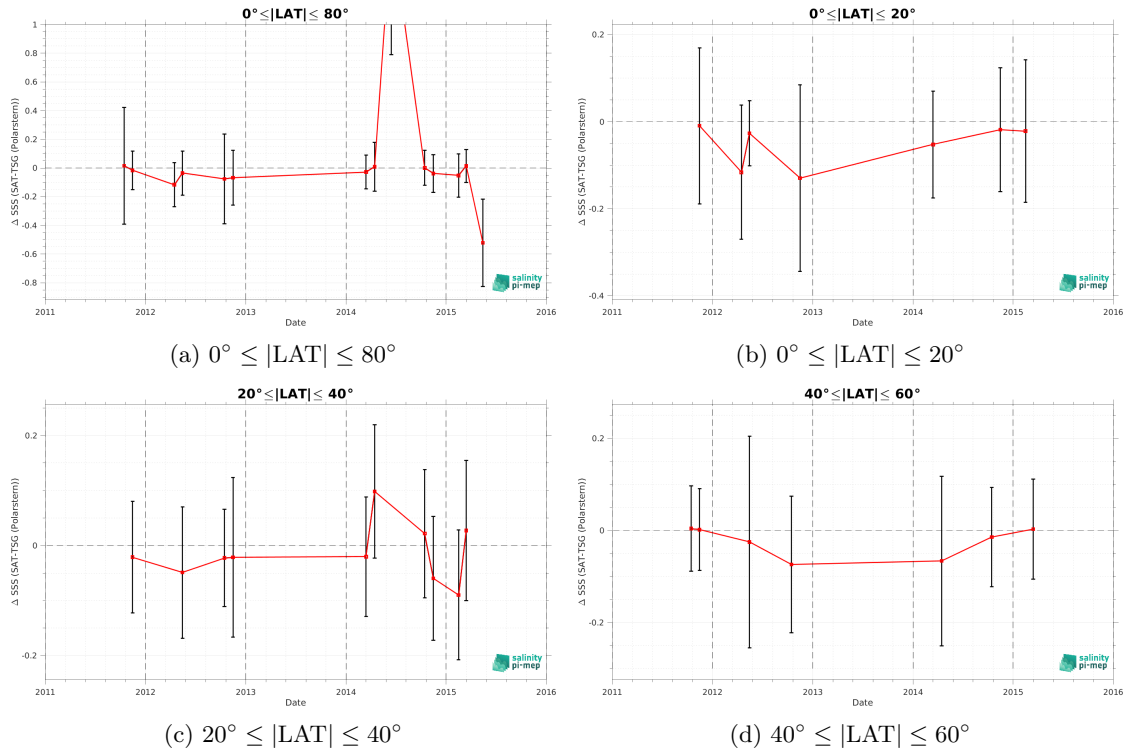 0°≤|LAT|≤ 80°
Δ SSS (SAT-TSG (Polarstern))
1
0.8
0.6
0.4
0.2
0
-0.2
-0.4
-0.6
-0.8
2011 2012 2013 2014 2015 2016
Date
salinity
pi-mep
(a) 0° ≤ |LAT| ≤ 80°
0°≤|LAT|≤ 20°
Δ SSS (SAT-TSG (Polarstern))
0.2
0
-0.2
-0.4
2011 2012 2013 2014 2015 2016
Date
salinity
pi-mep
(b) 0° ≤ |LAT| ≤ 20°
20°≤|LAT|≤ 40°
Δ SSS (SAT-TSG (Polarstern))
0.2
0
-0.2
2011 2012 2013 2014 2015 2016
Date
salinity
pi-mep
(c) 20° ≤ |LAT| ≤ 40°
40°≤|LAT|≤ 60°
Δ SSS (SAT-TSG (Polarstern))
0.2
0
-0.2
2011 2012 2013 2014 2015 2016
Date
salinity
pi-mep
(d) 40° ≤ |LAT| ≤ 60°